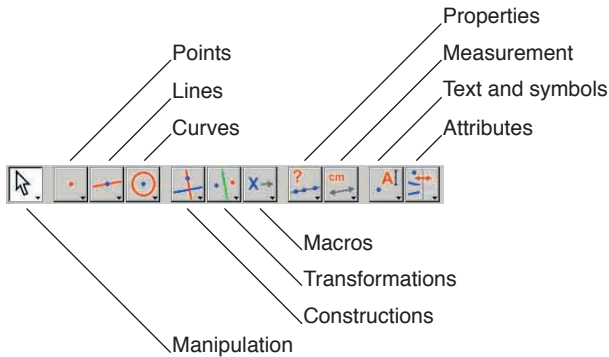 Properties
Points
Measurement
Lines
Text and symbols
Curves
Attributes
?
cm
A
X
Macros
Transformations
Constructions
Manipulation